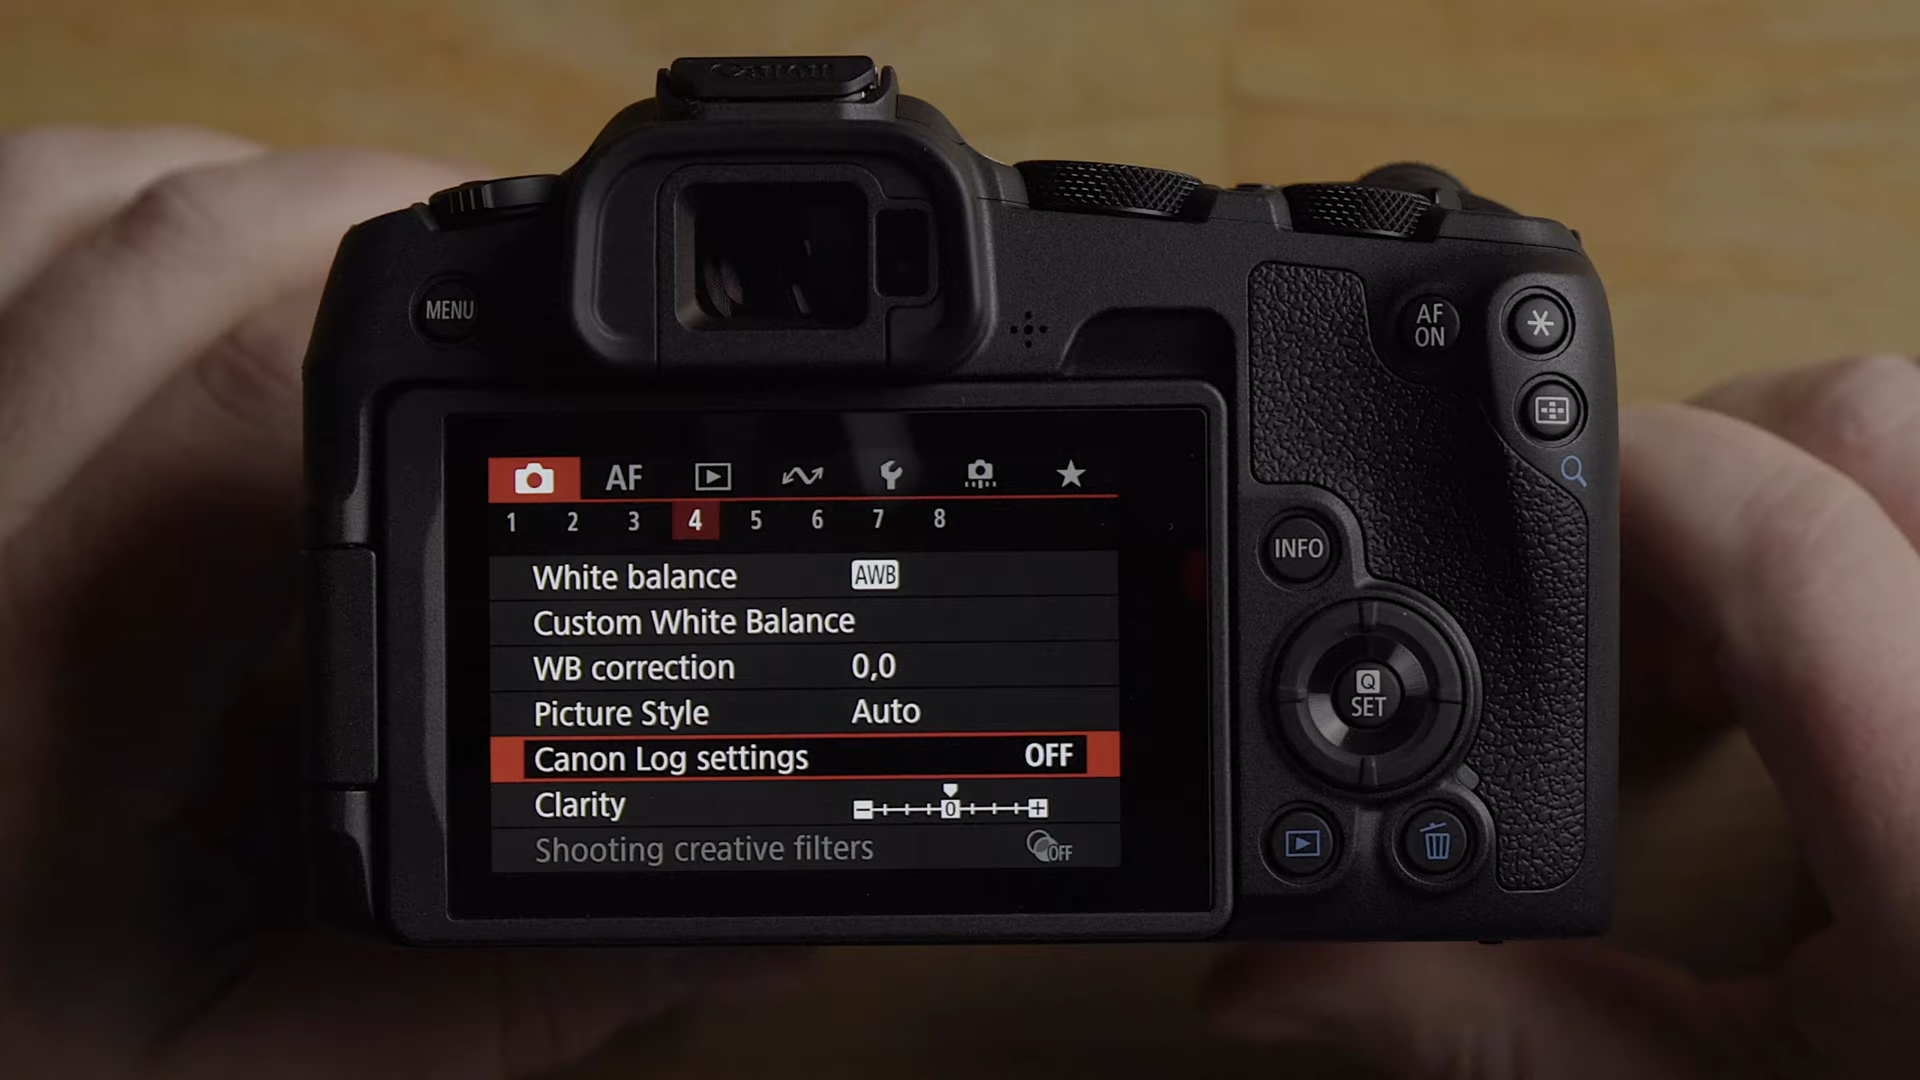 Canon
MENU
AF
ON
AF
1 2 3 4 5 6 7 8
White balance AWB
Custom White Balance
WB correction 0,0
Picture Style Auto
Canon Log settings OFF
Clarity 0
Shooting creative filters OFF
INFO
Q
SET